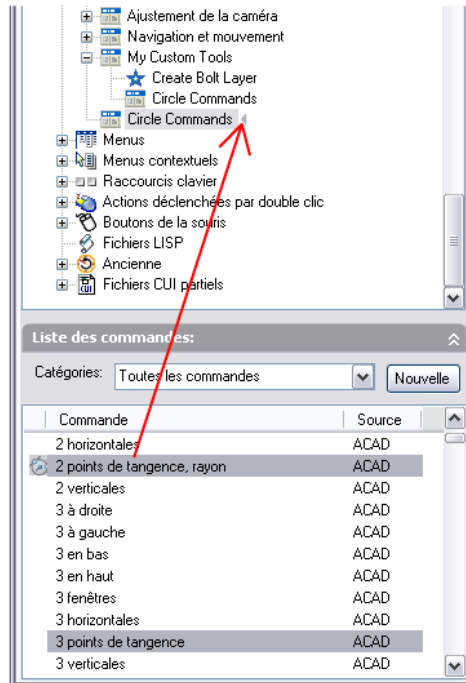 Ajustement de la caméra
Navigation et mouvement
My Custom Tools
Create Bolt Layer
Circle Commands
Circle Commands
Menus
Menus contextuels
Raccourcis clavier
Actions déclenchées par double clic
Boutons de la souris
Fichiers LISP
Ancienne
Fichiers CUI partiels
Liste des commandes:
Catégories: Toutes les commandes Nouvelle
Commande Source
2 horizontales ACAD
2 points de tangence, rayon ACAD
2 verticales ACAD
3 à droite ACAD
3 à gauche ACAD
3 en bas ACAD
3 en haut ACAD
3 fenêtres ACAD
3 horizontales ACAD
3 points de tangence ACAD
3 verticales ACAD